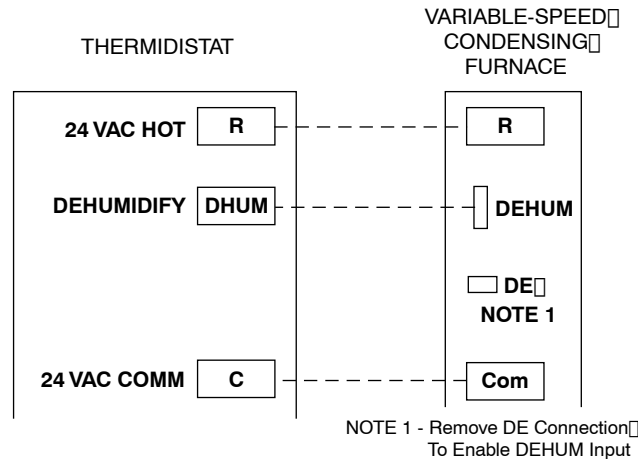 VARIABLE-SPEED
THERMIDISTAT CONDENSING
FURNACE
24 VAC HOT R R
DEHUMIDIFY DHUM DEHUM
DE
NOTE 1
24 VAC COMM C Com
NOTE 1 - Remove DE Connection
To Enable DEHUM Input